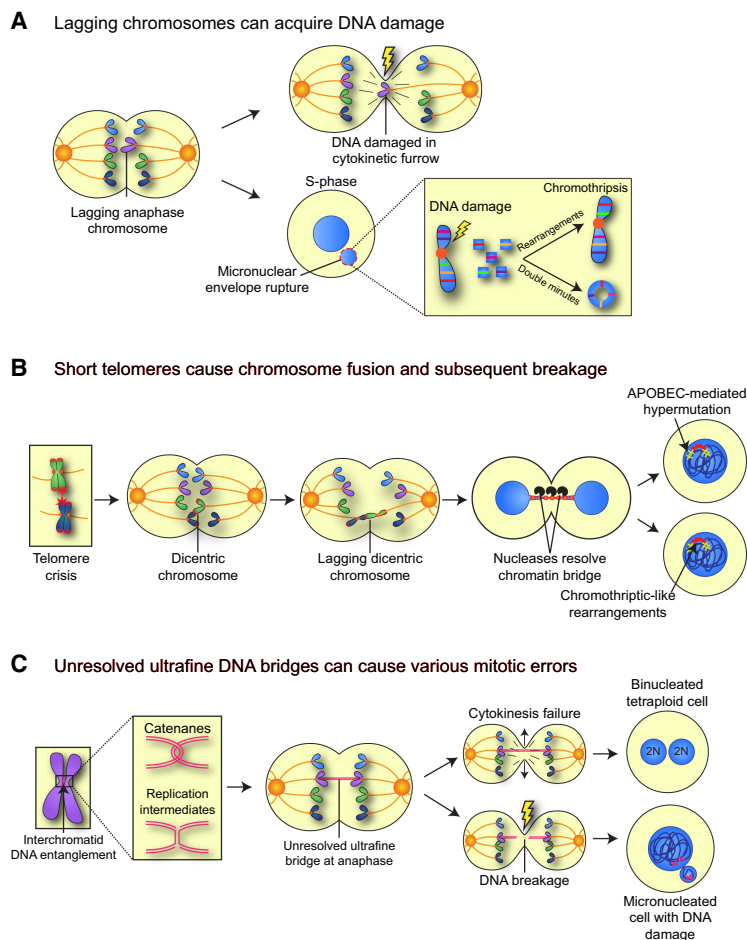 A Lagging chromosomes can acquire DNA damage
DNA damaged in
cytokinetic furrow
Lagging anaphase
chromosome
S-phase
Micronuclear
envelope rupture
DNA damage
Chromothripsis
Rearrangements
Double minutes
B Short telomeres cause chromosome fusion and subsequent breakage
APOBEC-mediated
hypermutation
Telomere
crisis
Dicentric
chromosome
Lagging dicentric
chromosome
Nucleases resolve
chromatin bridge
Chromothriptic-like
rearrangements
C Unresolved ultrafine DNA bridges can cause various mitotic errors
Interchromatid
DNA entanglement
Catenanes
Replication
intermediates
Unresolved ultrafine
bridge at anaphase
Cytokinesis failure
DNA breakage
Binucleated
tetraploid cell
2N 2N
Micronucleated
cell with DNA
damage